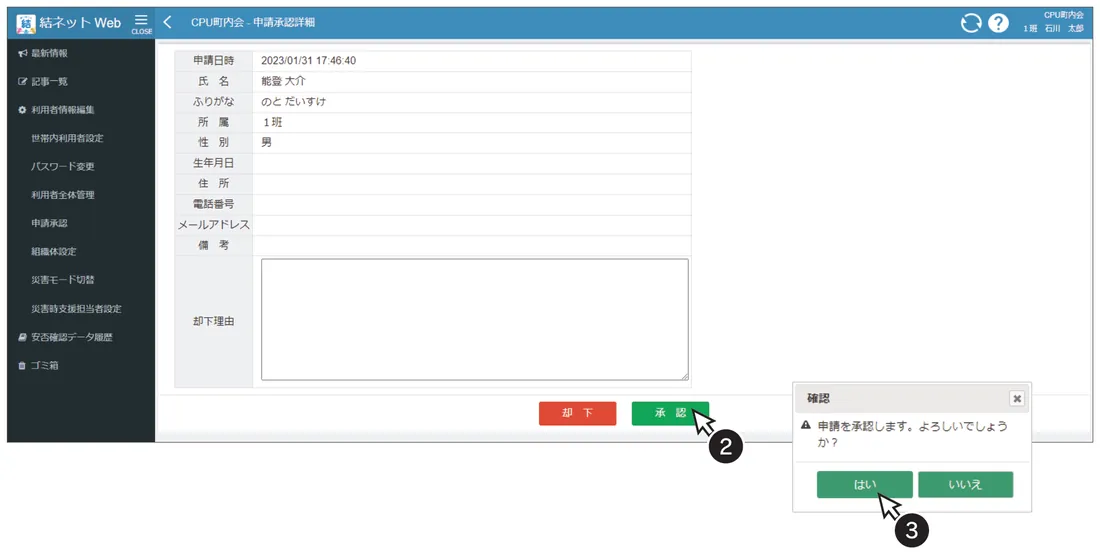 結ネット Web
CLOSE
CPU町内会 - 申請承認詳細
?
CPU町内会
１班 石川 太郎
最新情報
記事一覧
利用者情報編集
世帯内利用者設定
パスワード変更
利用者全体管理
申請承認
組織体設定
災害モード切替
災害時支援担当者設定
安否確認データ履歴
ゴミ箱
申請日時 2023/01/31 17:46:40
氏 名 能登 大介
ふりがな のと だいすけ
所 属 １班
性 別 男
生年月日
住 所
電話番号
メールアドレス
備 考
却下理由
却 下
承 認
2
確認
申請を承認します。よろしいでしょう
か？
はい
いいえ
3